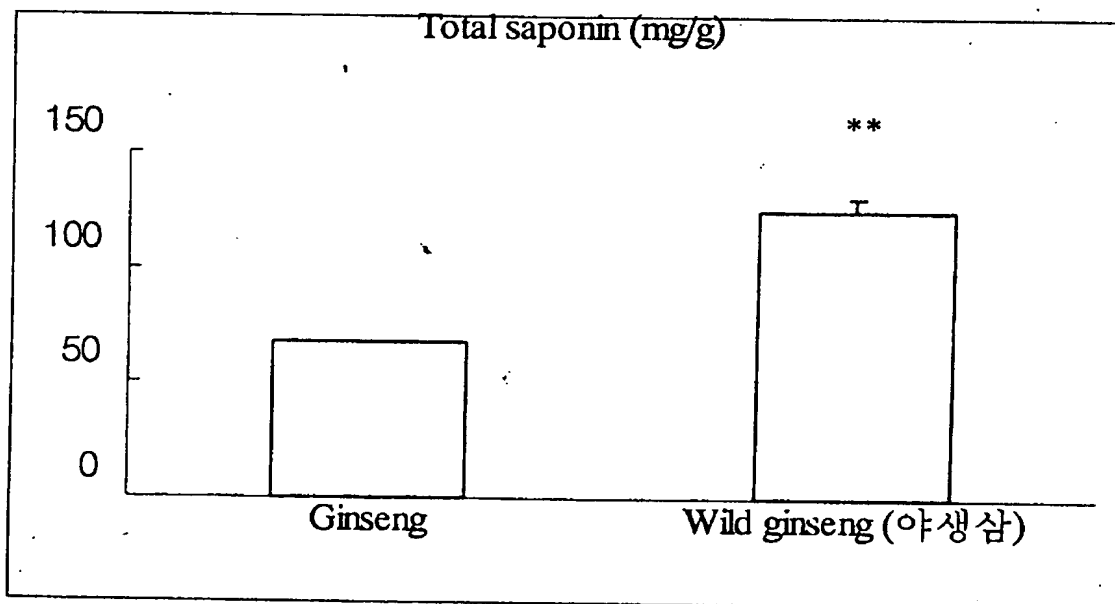 Total saponin (mg/g)
150
**
100
50
0
Ginseng
Wild ginseng (야생삼)